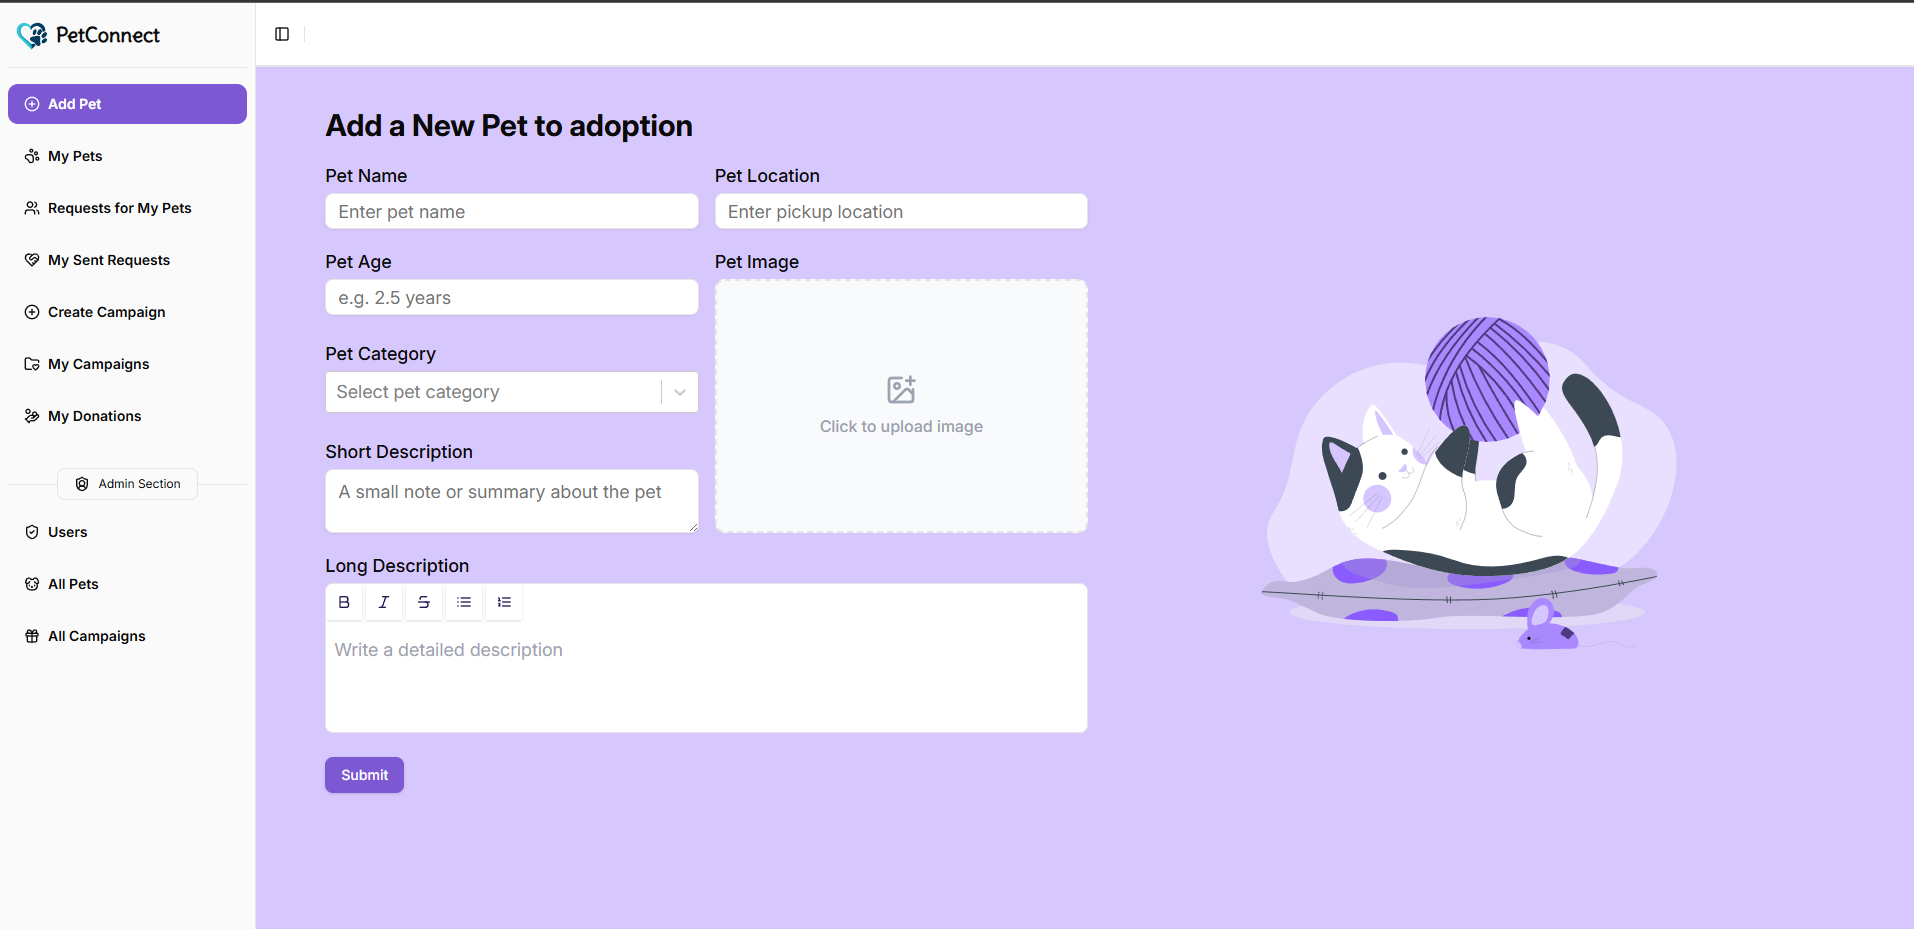 PetConnect
Add Pet
My Pets
Requests for My Pets
My Sent Requests
Create Campaign
My Campaigns
My Donations
Admin Section
Users
All Pets
All Campaigns
Add a New Pet to adoption
Pet Name
Enter pet name
Pet Location
Enter pickup location
Pet Age
e.g. 2.5 years
Pet Image
Click to upload image
Pet Category
Select pet category
Short Description
A small note or summary about the pet
Long Description
B I S
Write a detailed description
Submit